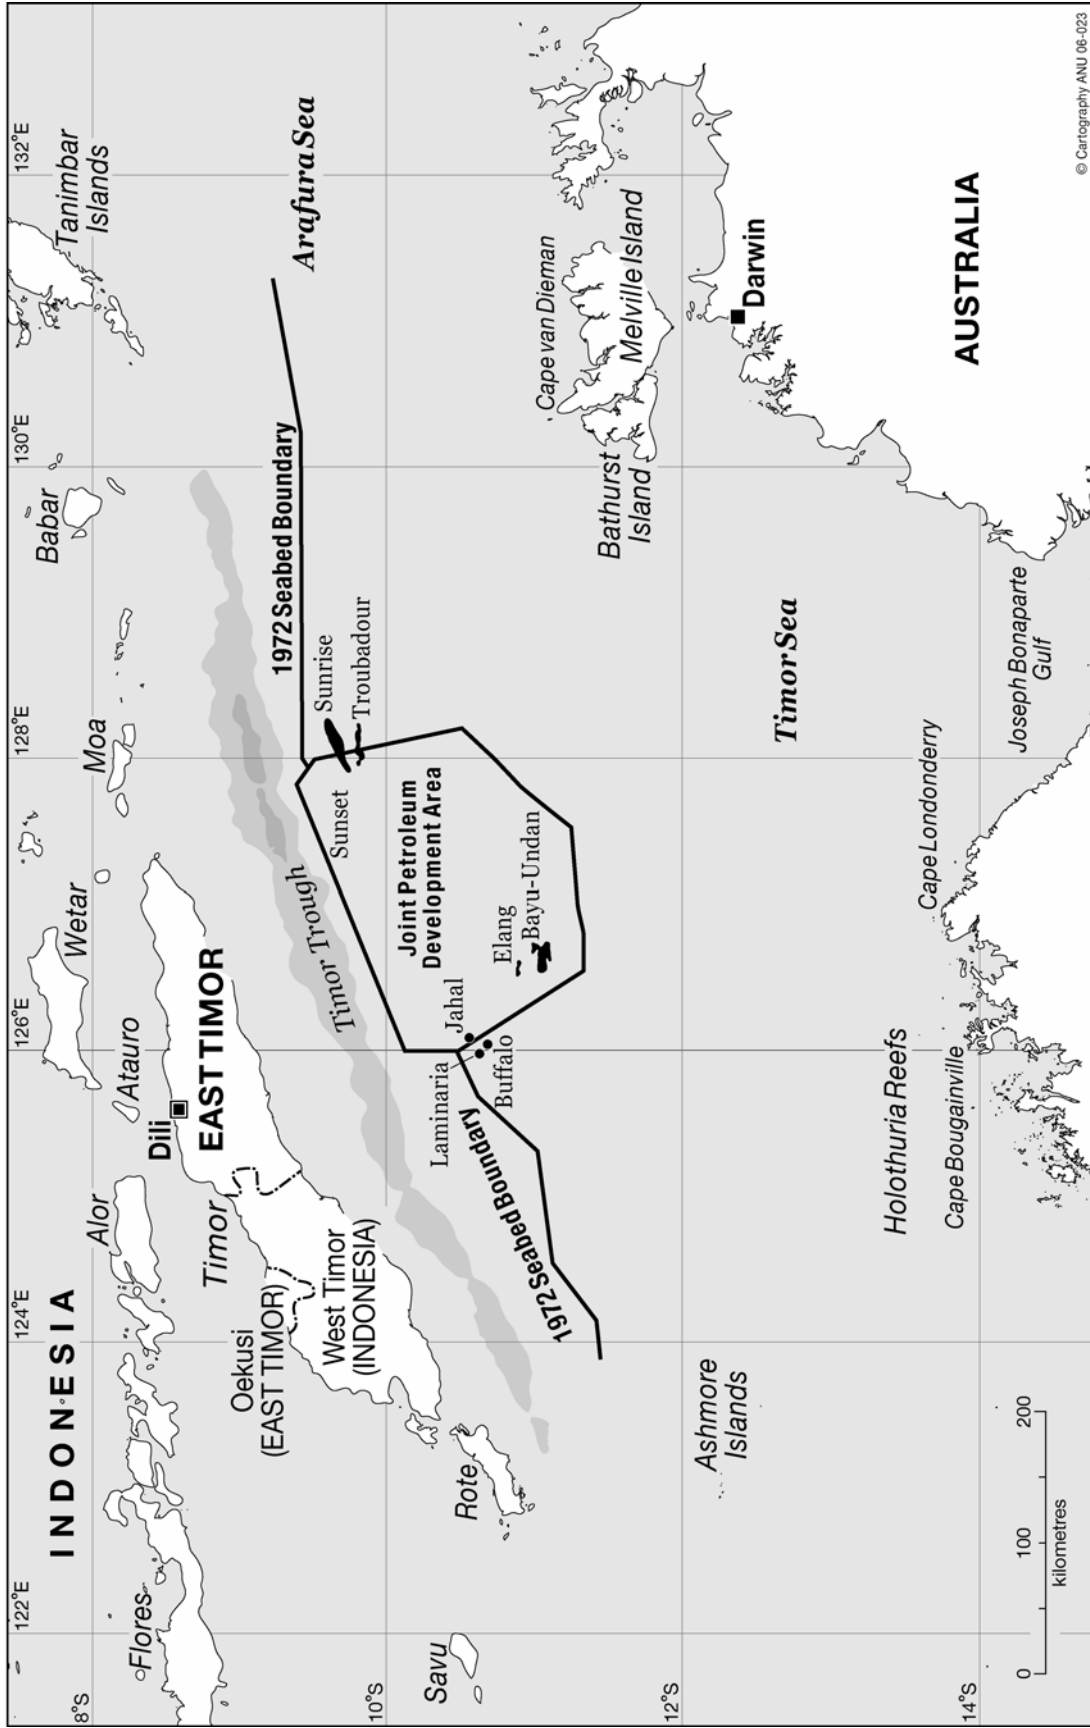 122°E
124°E
126°E
128°E
130°E
132°E
8°S
10°S
12°S
14°S
INDONESIA
Flores
Alor
Atauro
Wetar
Moa
Babar
Tanimbar
Islands
Dili
EAST TIMOR
Timor
Oekusi
(EAST TIMOR)
West Timor
(INDONESIA)
Rote
Savu
Timor Trough
1972 Seabed Boundary
Arafura Sea
Sunrise
Troubadour
Sunset
Joint Petroleum
Development Area
Elang
Bayu-Undan
Jahal
Laminaria
Buffalo
1972 Seabed Boundary
Ashmore
Islands
Timor Sea
Cape van Dieman
Melville Island
Bathurst
Island
Darwin
AUSTRALIA
Joseph Bonaparte
Gulf
Cape Londonderry
Holothuria Reefs
Cape Bougainville
0 100 200
kilometres
© Cartography ANU 06-023